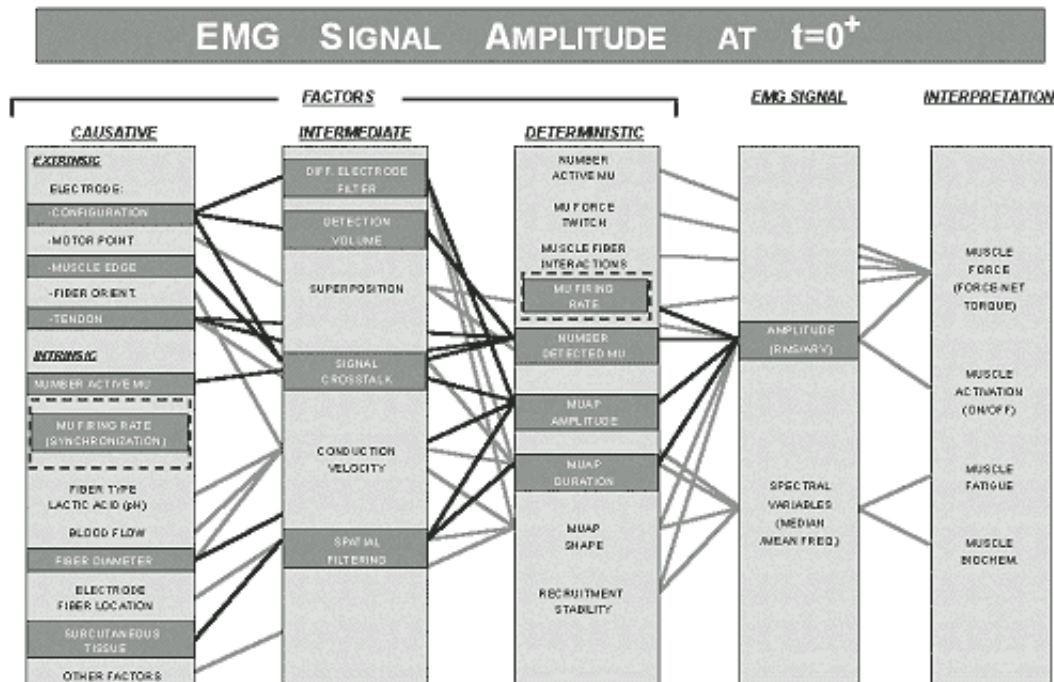 EMG SIGNAL AMPLITUDE AT t=0+
FACTORS
EMG SIGNAL
INTERPRETATION
CAUSATIVE
INTERMEDIATE
DETERMINISTIC
EXTRINSIC
ELECTRODE:
-CONFIGURATION
-MOTOR POINT
-MUSCLE EDGE
-FIBER ORIENT.
-TENDON
INTRINSIC
NUMBER ACTIVE MU
MU FIRING RATE
(SYNCHRONIZATION)
FIBER TYPE
LACTIC ACID (pH)
BLOOD FLOW
FIBER DIAMETER
ELECTRODE
FIBER LOCATION
SUBCUTANEOUS
TISSUE
OTHER FACTORS
DIFF. ELECTRODE
FILTER
DETECTION
VOLUME
SUPERPOSITION
SIGNAL
CROSSTALK
CONDUCTION
VELOCITY
SPATIAL
FILTERING
NUMBER
ACTIVE MU
MU FORCE
TWITCH
MUSCLE FIBER
INTERACTIONS
MU FIRING
RATE
NUMBER
DETECTED MU
MUAP
AMPLITUDE
MUAP
DURATION
MUAP
SHAPE
RECRUITMENT
STABILITY
AMPLITUDE
(RMS/ARV)
SPECTRAL
VARIABLES
(MEDIAN
/MEAN FREQ.)
MUSCLE
FORCE
(FORCE-NET
TORQUE)
MUSCLE
ACTIVATION
(ON/OFF)
MUSCLE
FATIGUE
MUSCLE
BIOCHEM.